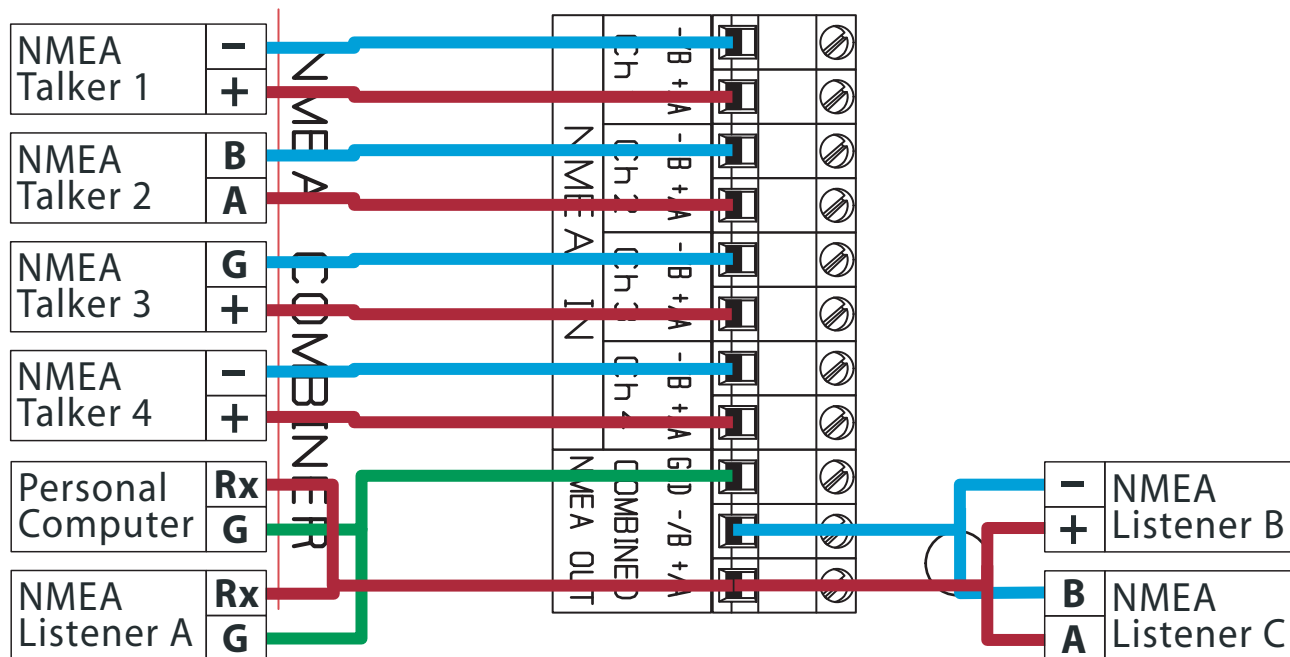 NMEA
Talker 1
-
+
NMEA
Talker 2
B
A
NMEA
Talker 3
G
+
NMEA
Talker 4
-
+
Personal
Computer
Rx
G
NMEA
Listener A
Rx
G
NMEA COMBINER
NMEA IN
Ch
-/B +A
Ch 2
-B +A
Ch 3
-/B +A
Ch 4
-B +A
NMEA OUT
COMBINED
GD -/B +A
-
+
NMEA
Listener B
B
A
NMEA
Listener C